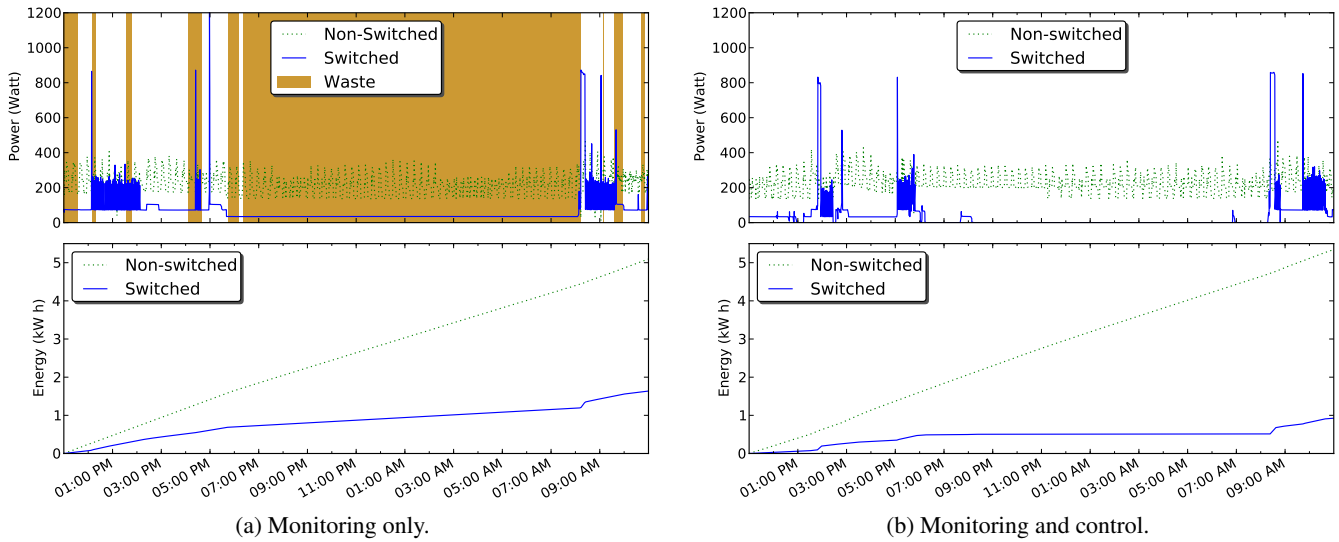 1200
1000
800
600
400
200
0
Power (Watt)
Non-Switched
Switched
Waste
5
4
3
2
1
0
Energy (kW h)
Non-switched
Switched
01:00 PM
03:00 PM
06:00 PM
07:00 PM
09:00 PM
11:00 PM
01:00 AM
03:00 AM
05:00 AM
07:00 AM
09:00 AM
(a) Monitoring only.
1200
1000
800
600
400
200
0
Power (Watt)
Non-switched
Switched
5
4
3
2
1
0
Energy (kW h)
Non-switched
Switched
01:00 PM
03:00 PM
05:00 PM
07:00 PM
09:00 PM
11:00 PM
01:00 AM
03:00 AM
05:00 AM
07:00 AM
09:00 AM
(b) Monitoring and control.